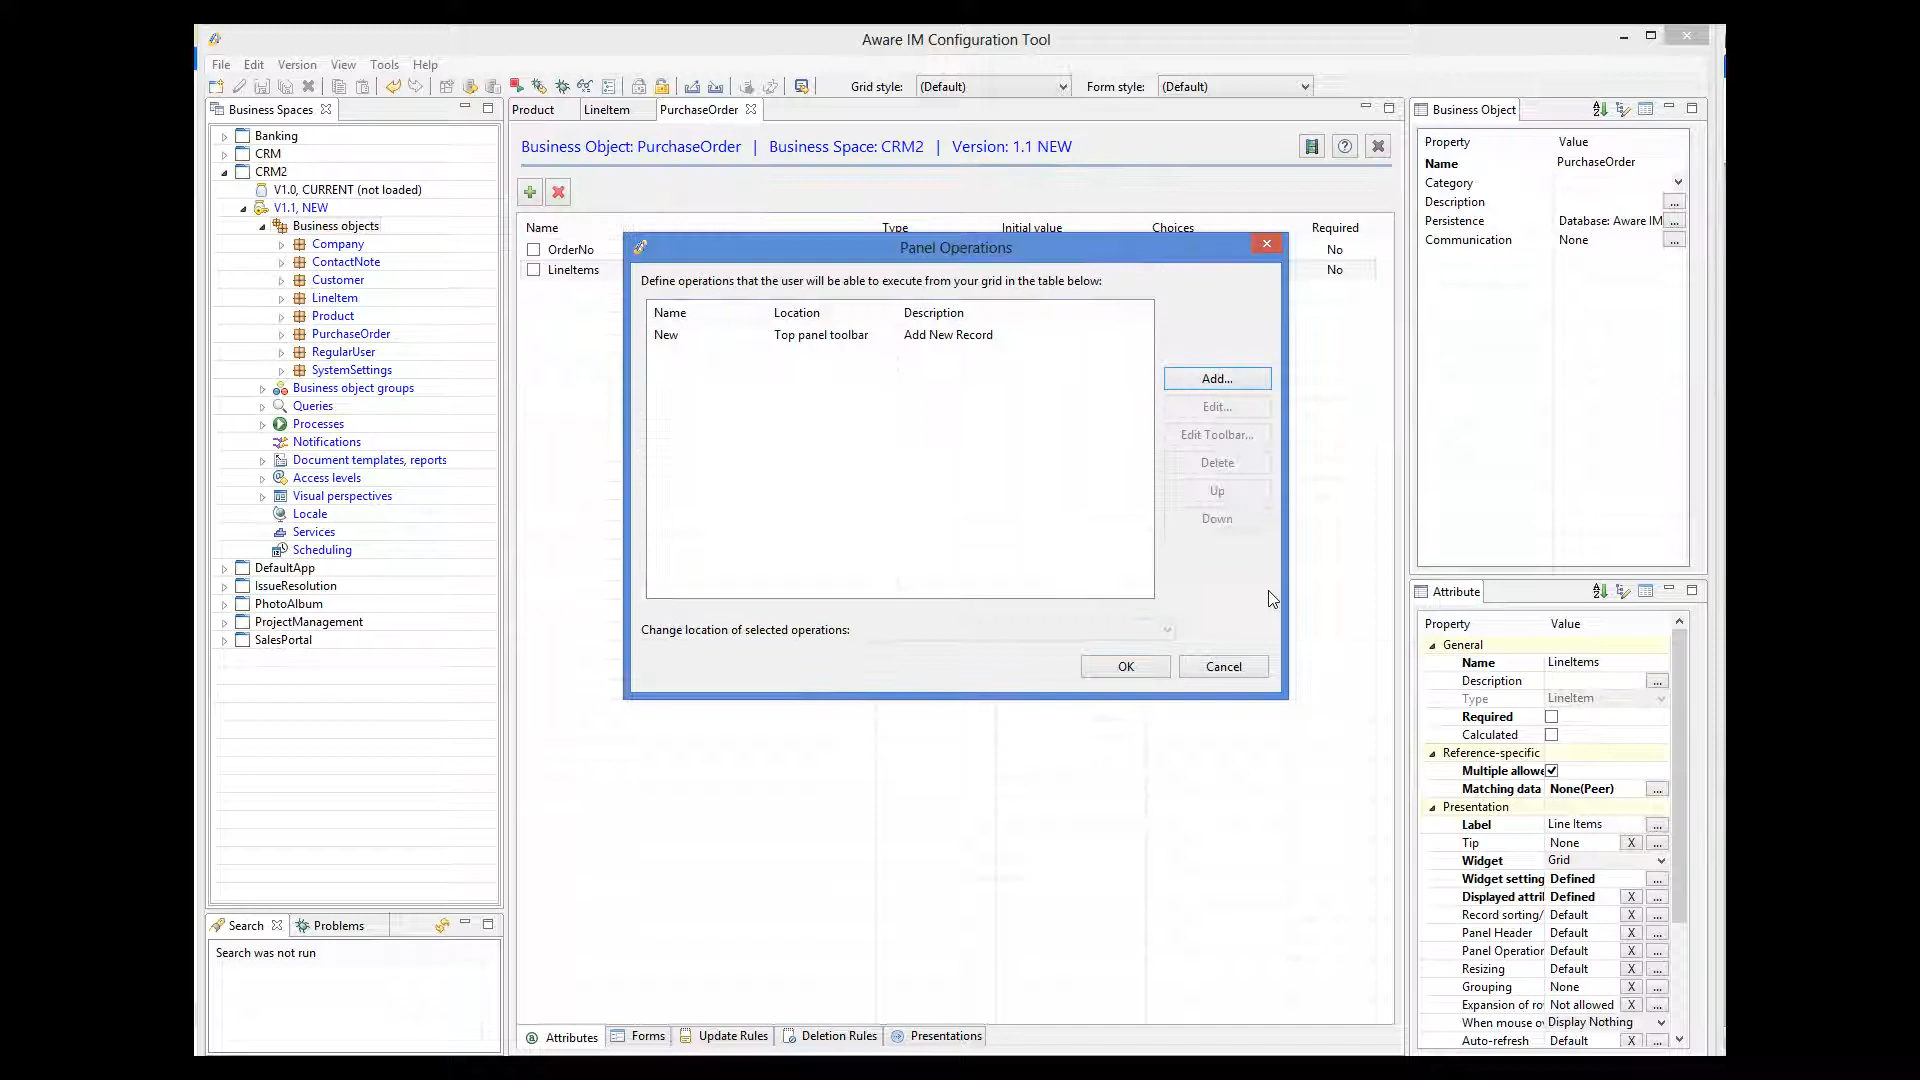 Aware IM Configuration Tool
File Edit Version View Tools Help
Grid style: (Default) Form style: (Default)
Business Spaces
Banking
CRM
CRM2
V1.0, CURRENT (not loaded)
V1.1, NEW
Business objects
Company
ContactNote
Customer
LineItem
Product
PurchaseOrder
RegularUser
SystemSettings
Business object groups
Queries
Processes
Notifications
Document templates, reports
Access levels
Visual perspectives
Locale
Services
Scheduling
DefaultApp
IssueResolution
PhotoAlbum
ProjectManagement
SalesPortal
Search Problems
Search was not run
Product LineItem PurchaseOrder
Business Object: PurchaseOrder | Business Space: CRM2 | Version: 1.1 NEW
Name Type Initial value Choices Required
OrderNo No
LineItems No
Panel Operations
Define operations that the user will be able to execute from your grid in the table below:
Name Location Description
New Top panel toolbar Add New Record
Add...
Edit...
Edit Toolbar...
Delete
Up
Down
Change location of selected operations:
OK Cancel
Attributes Forms Update Rules Deletion Rules Presentations
Business Object
Property Value
Name PurchaseOrder
Category
Description ...
Persistence Database: Aware IM ...
Communication None ...
Attribute
Property Value
General
Name LineItems
Description ...
Type LineItem
Required
Calculated
Reference-specific
Multiple allowe
Matching data None(Peer) ...
Presentation
Label Line Items ...
Tip None X ...
Widget Grid
Widget setting Defined ...
Displayed attri Defined X ...
Record sorting/ Default X ...
Panel Header Default X ...
Panel Operation Default X ...
Resizing Default X ...
Grouping None X ...
Expansion of ro Not allowed X ...
When mouse ov Display Nothing
Auto-refresh Default X ...